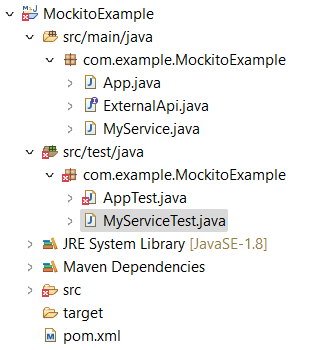 MockitoExample
src/main/java
com.example.MockitoExample
App.java
ExternalApi.java
MyService.java
src/test/java
com.example.MockitoExample
AppTest.java
MyServiceTest.java
JRE System Library [JavaSE-1.8]
Maven Dependencies
src
target
pom.xml